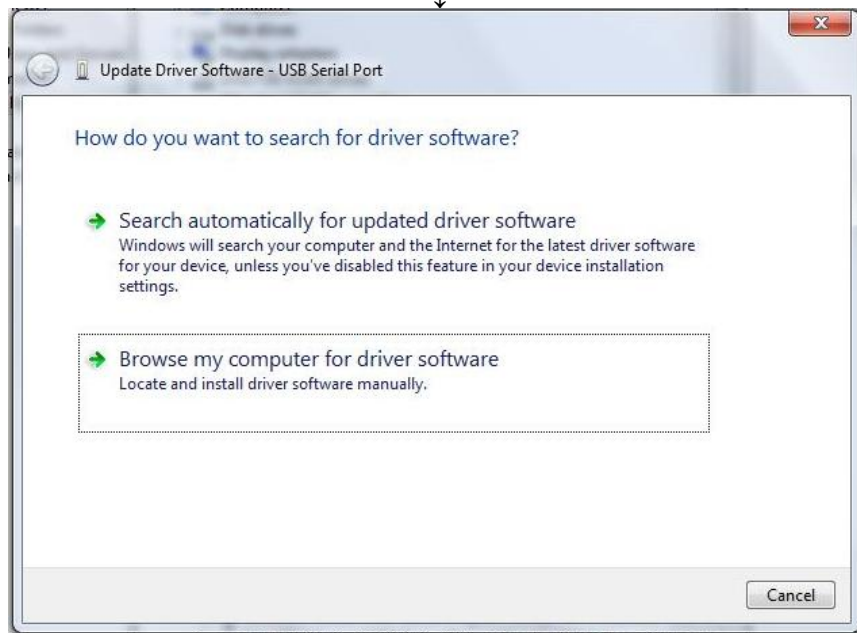 Update Driver Software - USB Serial Port
How do you want to search for driver software?
Search automatically for updated driver software
Windows will search your computer and the Internet for the latest driver software
for your device, unless you've disabled this feature in your device installation
settings.
Browse my computer for driver software
Locate and install driver software manually.
Cancel